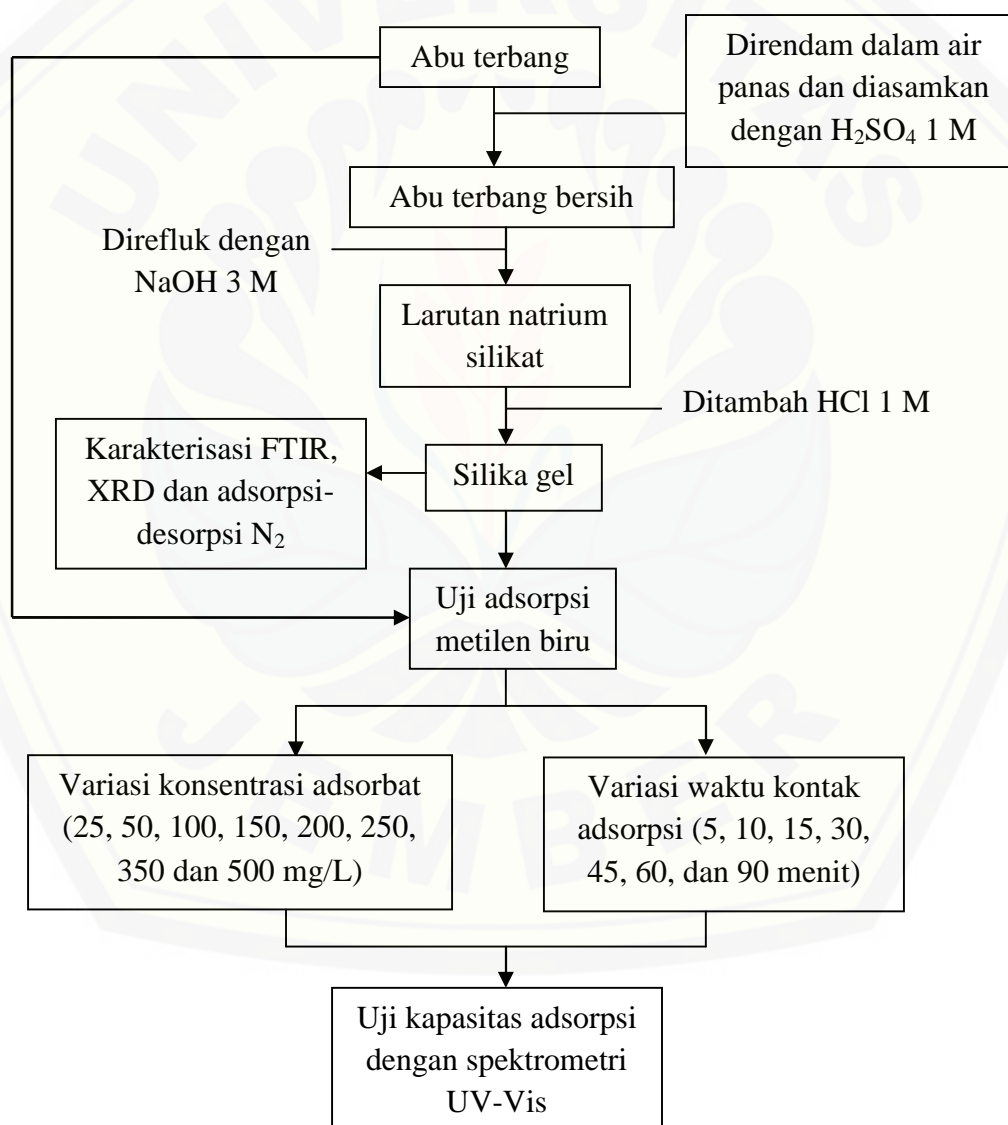 Abu terbang
Direndam dalam air
panas dan diasamkan
dengan H₂SO₄ 1 M
Abu terbang bersih
Direfluk dengan
NaOH 3 M
Larutan natrium
silikat
Ditambah HCl 1 M
Karakterisasi FTIR,
XRD dan adsorpsi-
desorpsi N₂
Silika gel
Uji adsorpsi
metilen biru
Variasi konsentrasi adsorbat
(25, 50, 100, 150, 200, 250,
350 dan 500 mg/L)
Variasi waktu kontak
adsorpsi (5, 10, 15, 30,
45, 60, dan 90 menit)
Uji kapasitas adsorpsi
dengan spektrometri
UV-Vis
UNIVERSITAS
JEMBER